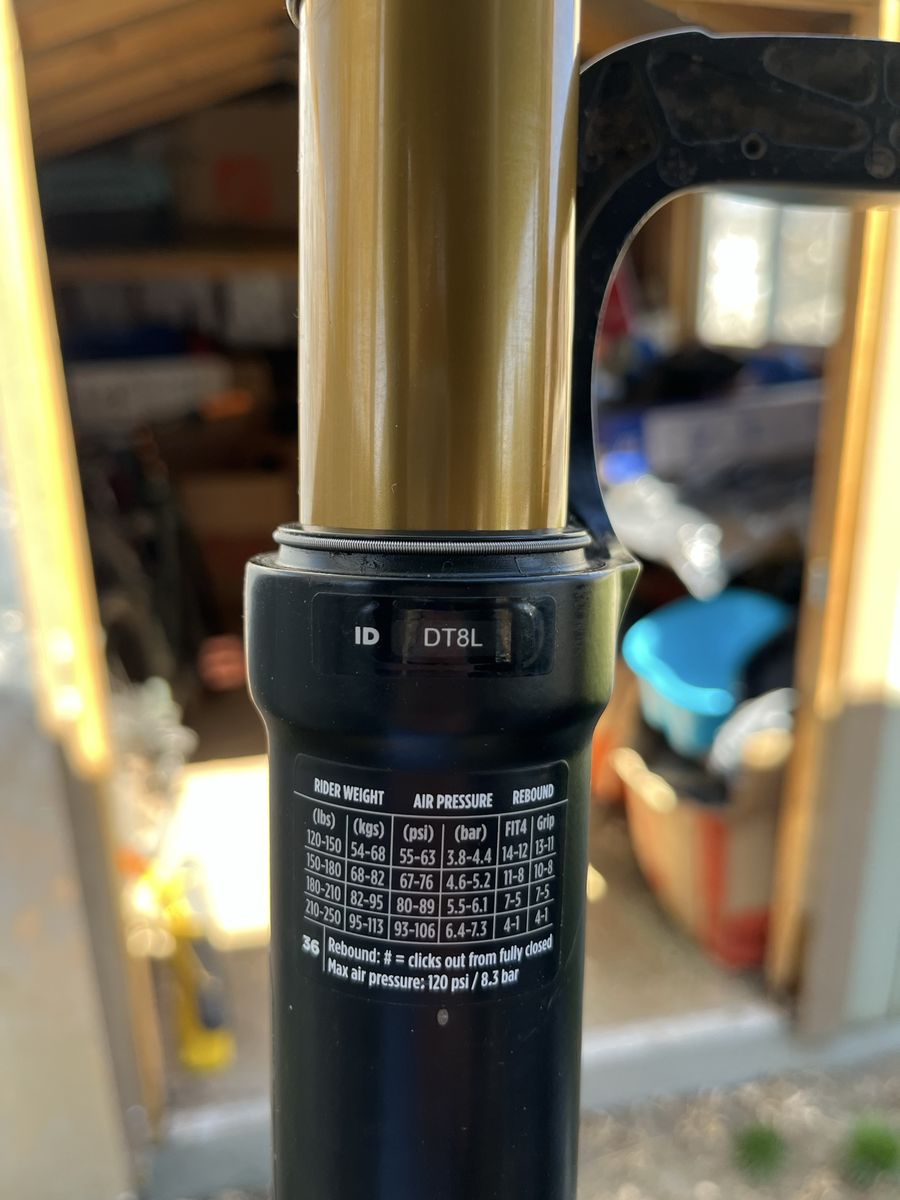 ID DT8L
RIDER WEIGHT AIR PRESSURE REBOUND
(lbs) (kgs) (psi) (bar) FIT4 Grip
120-150 54-68 55-63 3.8-4.4 14-12 13-11
150-180 68-82 67-76 4.6-5.2 11-8 10-8
180-210 82-95 80-89 5.5-6.1 7-5 7-5
210-250 95-113 93-106 6.4-7.3 4-1 4-1
36 Rebound: # = clicks out from fully closed
Max air pressure: 120 psi / 8.3 bar